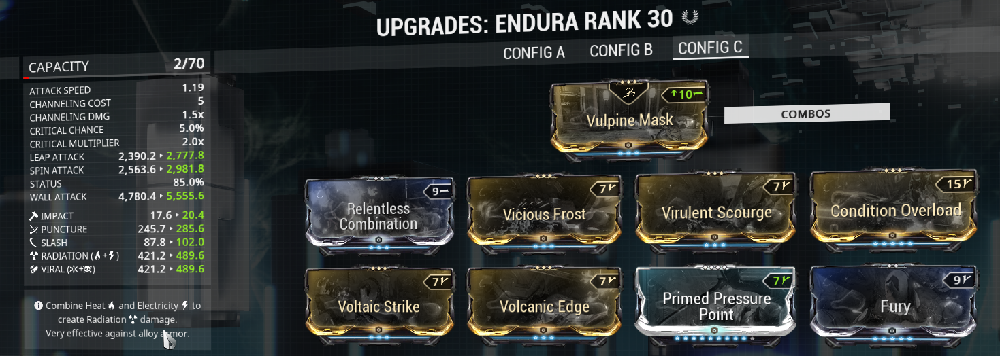 UPGRADES: ENDURA RANK 30
CONFIG A CONFIG B CONFIG C
CAPACITY 2/70
ATTACK SPEED 1.19
CHANNELING COST 5
CHANNELING DMG 1.5x
CRITICAL CHANCE 5.0%
CRITICAL MULTIPLIER 2.0x
LEAP ATTACK 2,390.2 ▸ 2,777.8
SPIN ATTACK 2,563.6 ▸ 2,981.8
STATUS 85.0%
WALL ATTACK 4,780.4 ▸ 5,555.6
IMPACT 17.6 ▸ 20.4
PUNCTURE 245.7 ▸ 285.6
SLASH 87.8 ▸ 102.0
RADIATION (+) 421.2 ▸ 489.6
VIRAL (+) 421.2 ▸ 489.6
Combine Heat and Electricity to
create Radiation damage.
Very effective against alloy armor.
10
Vulpine Mask
COMBOS
9
Relentless
Combination
7
Vicious Frost
7
Virulent Scourge
15
Condition Overload
7
Voltaic Strike
7
Volcanic Edge
7
Primed Pressure
Point
9
Fury